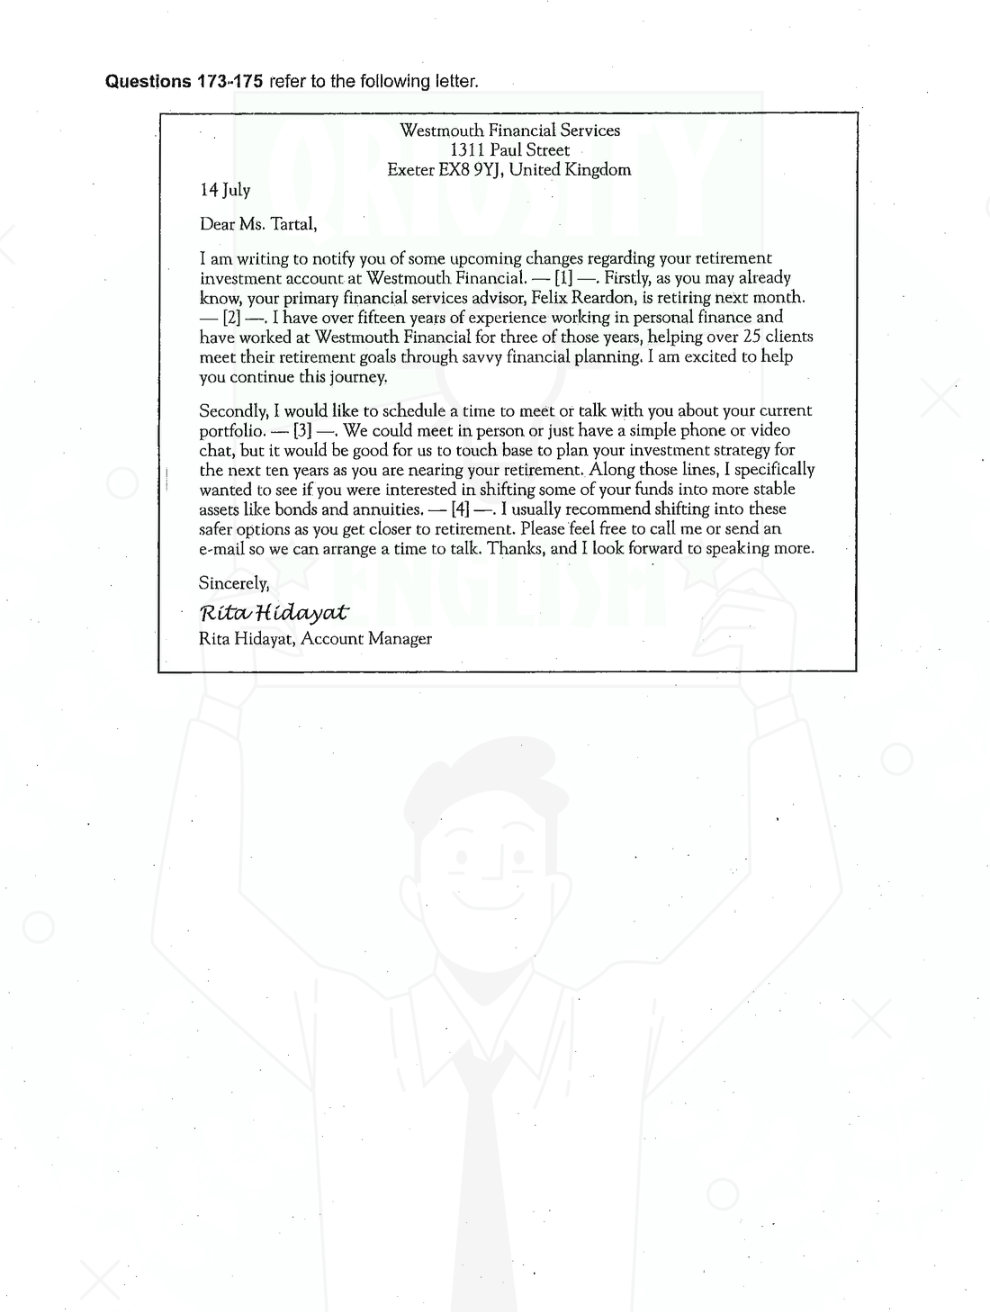 Questions 173-175 refer to the following letter.
Westmouth Financial Services
1311 Paul Street
Exeter EX8 9YJ, United Kingdom
14 July
Dear Ms. Tartal,
I am writing to notify you of some upcoming changes regarding your retirement
investment account at Westmouth Financial. — [1] —. Firstly, as you may already
know, your primary financial services advisor, Felix Reardon, is retiring next month.
— [2] —. I have over fifteen years of experience working in personal finance and
have worked at Westmouth Financial for three of those years, helping over 25 clients
meet their retirement goals through savvy financial planning. I am excited to help
you continue this journey.
Secondly, I would like to schedule a time to meet or talk with you about your current
portfolio. — [3] —. We could meet in person or just have a simple phone or video
chat, but it would be good for us to touch base to plan your investment strategy for
the next ten years as you are nearing your retirement. Along those lines, I specifically
wanted to see if you were interested in shifting some of your funds into more stable
assets like bonds and annuities. — [4] —. I usually recommend shifting into these
safer options as you get closer to retirement. Please feel free to call me or send an
e-mail so we can arrange a time to talk. Thanks, and I look forward to speaking more.
Sincerely,
Rita Hidayat
Rita Hidayat, Account Manager
ENGLISH